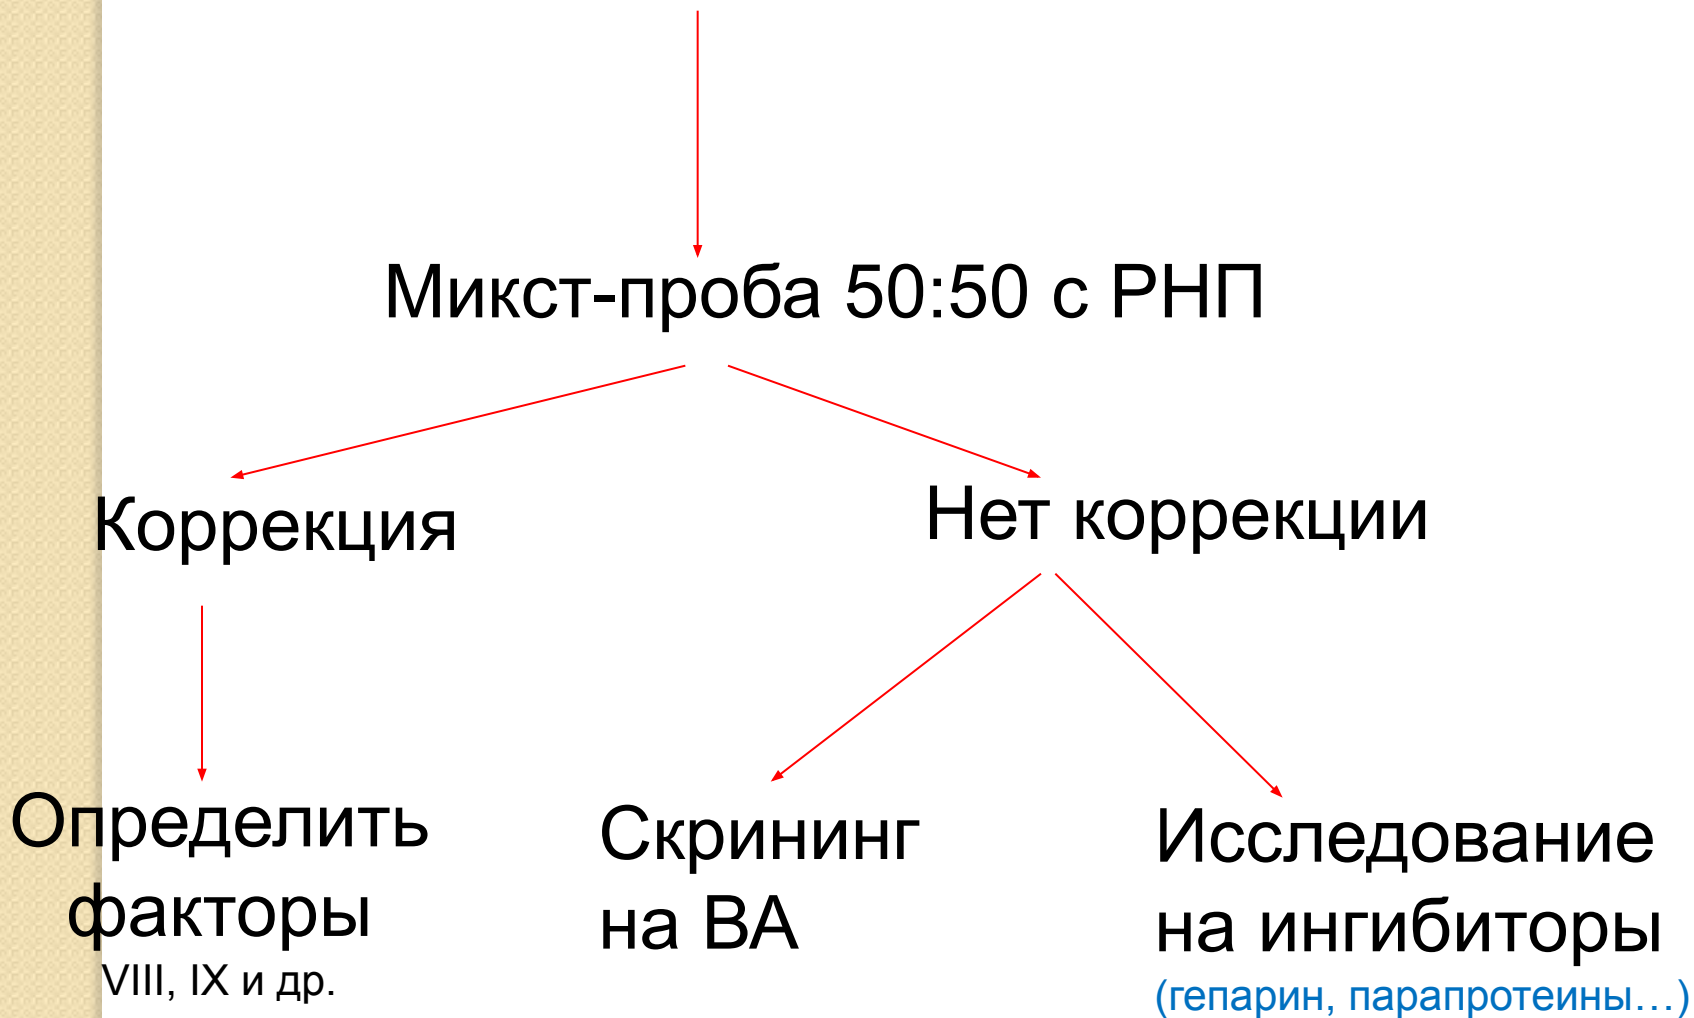 Микст-проба 50:50 с РНП
Коррекция
Нет коррекции
Определить
факторы
VIII, IX и др.
Скрининг
на ВА
Исследование
на ингибиторы
(гепарин, парапротеины...)